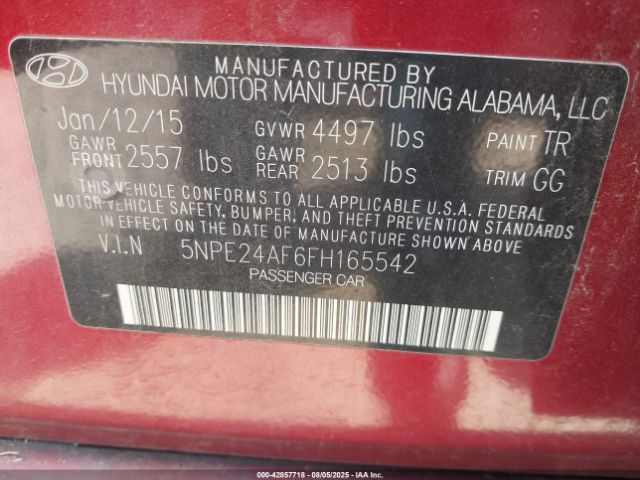 MANUFACTURED BY
HYUNDAI MOTOR MANUFACTURING ALABAMA, LLC
Jan/12/15 GVWR 4497 lbs PAINT TR
GAWR FRONT 2557 lbs GAWR REAR 2513 lbs TRIM GG
THIS VEHICLE CONFORMS TO ALL APPLICABLE U.S.A. FEDERAL
MOTOR VEHICLE SAFETY, BUMPER, AND THEFT PREVENTION STANDARDS
IN EFFECT ON THE DATE OF MANUFACTURE SHOWN ABOVE.
V.I.N 5NPE24AF6FH165542
PASSENGER CAR
000-42857718 - 08/05/2025 - IAAI.COM